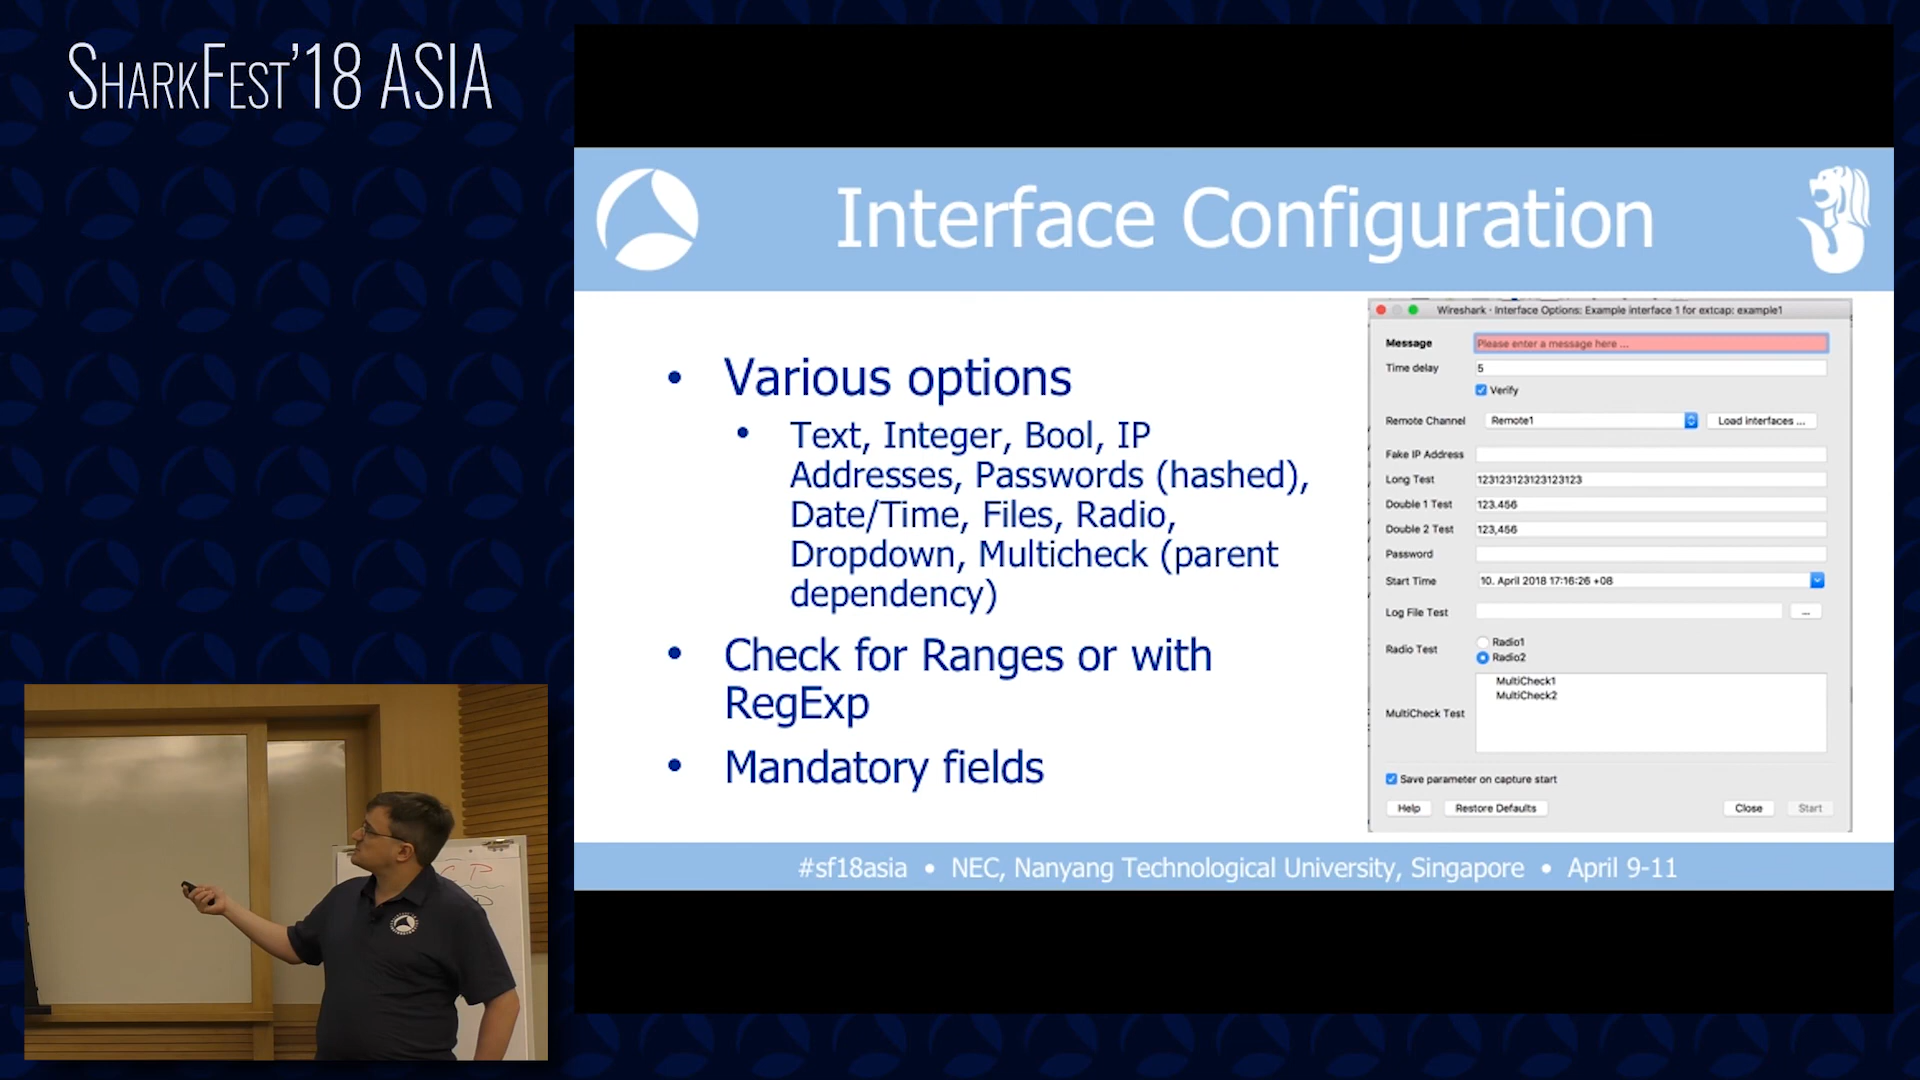 SHARKFEST'18 ASIA
Interface Configuration
• Various options
• Text, Integer, Bool, IP
Addresses, Passwords (hashed),
Date/Time, Files, Radio,
Dropdown, Multicheck (parent
dependency)
• Check for Ranges or with
RegExp
• Mandatory fields
Wireshark · Interface Options: Example interface 1 for extcap: example1
Message Please enter a message here ...
Time delay 5
Verify
Remote Channel Remote1 Load interfaces ...
Fake IP Address
Long Test 123123123123123123
Double 1 Test 123.456
Double 2 Test 123,456
Password
Start Time 10. April 2018 17:16:26 +08
Log File Test ...
Radio Test Radio1
Radio2
MultiCheck1
MultiCheck2
MultiCheck Test
Save parameter on capture start
Help Restore Defaults Close Start
#sf18asia • NEC, Nanyang Technological University, Singapore • April 9-11